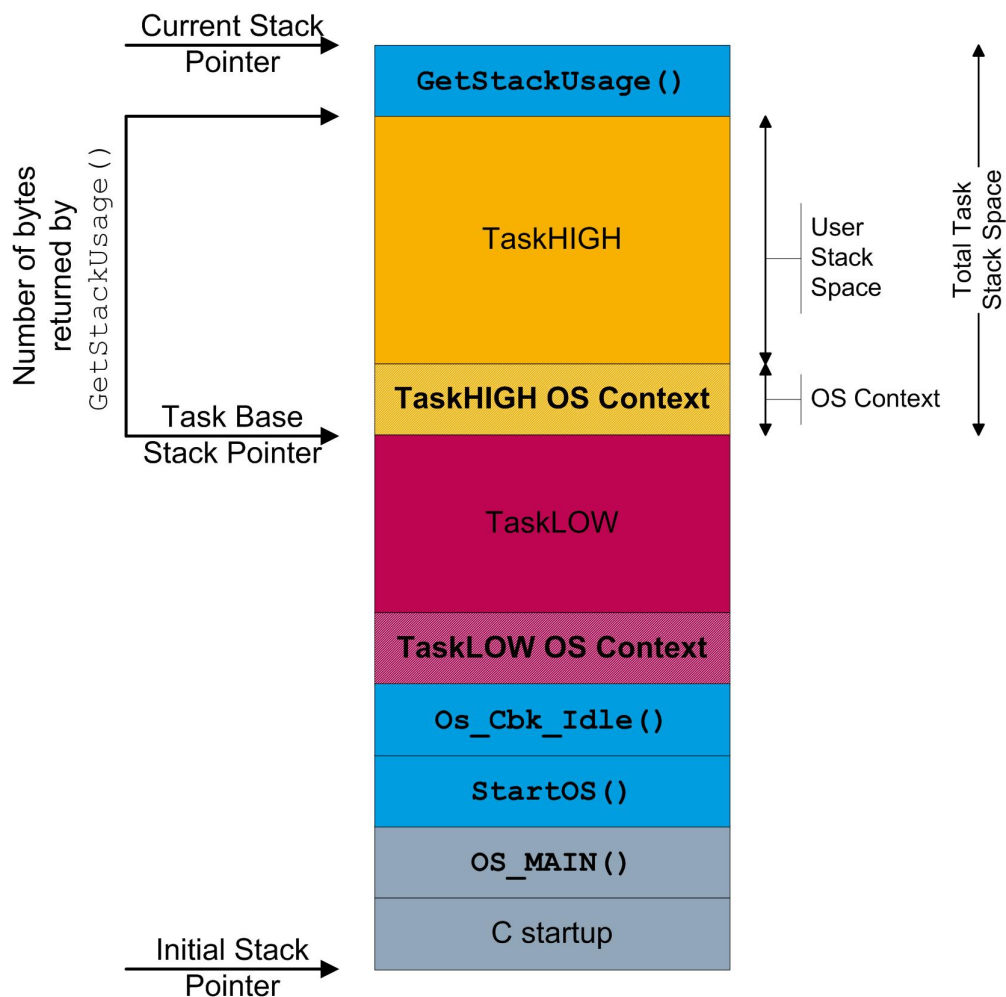 Current Stack
Pointer
GetStackUsage()
Number of bytes
returned by
GetStackUsage()
TaskHIGH
User
Stack
Space
Total Task
Stack Space
TaskHIGH OS Context
OS Context
Task Base
Stack Pointer
TaskLOW
TaskLOW OS Context
Os_Cbk_Idle()
StartOS()
OS_MAIN()
C startup
Initial Stack
Pointer